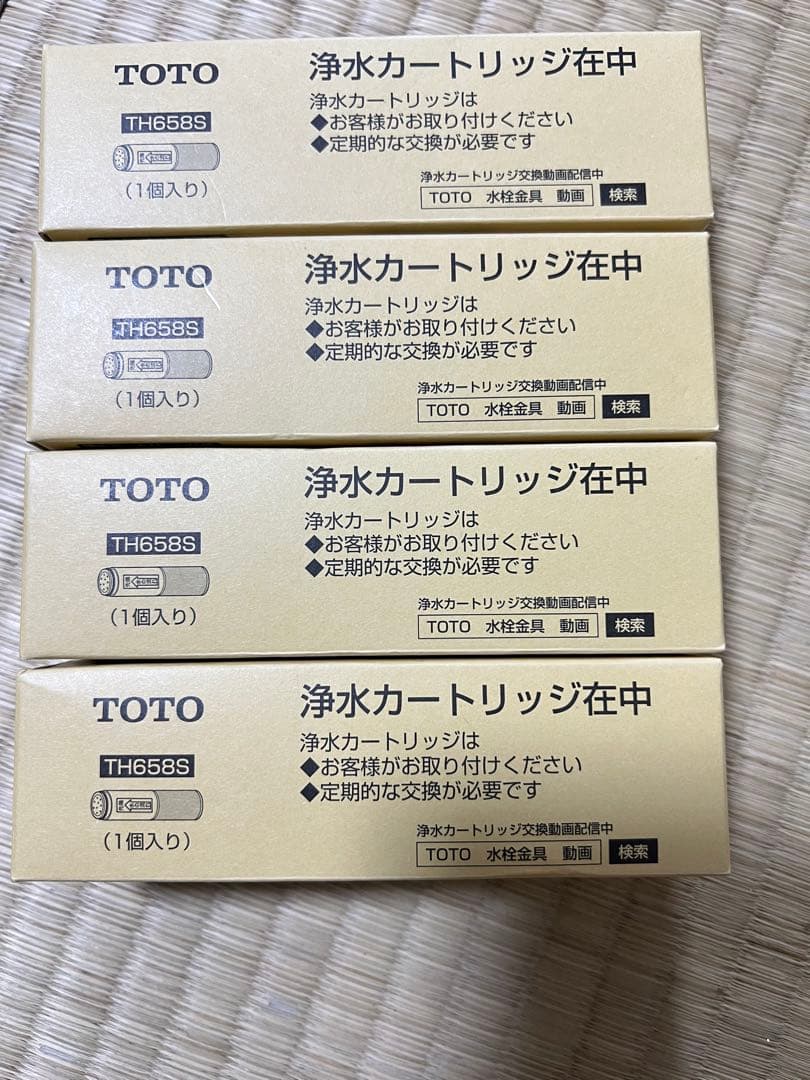 TOTO
TH658S
(1個入り)
浄水カートリッジ在中
浄水カートリッジは
◆お客様がお取り付けください
◆定期的な交換が必要です
浄水カートリッジ交換動画配信中
TOTO 水栓金具 動画 検索
TOTO
TH658S
(1個入り)
浄水カートリッジ在中
浄水カートリッジは
◆お客様がお取り付けください
◆定期的な交換が必要です
浄水カートリッジ交換動画配信中
TOTO 水栓金具 動画 検索
TOTO
TH658S
(1個入り)
浄水カートリッジ在中
浄水カートリッジは
◆お客様がお取り付けください
◆定期的な交換が必要です
浄水カートリッジ交換動画配信中
TOTO 水栓金具 動画 検索
TOTO
TH658S
(1個入り)
浄水カートリッジ在中
浄水カートリッジは
◆お客様がお取り付けください
◆定期的な交換が必要です
浄水カートリッジ交換動画配信中
TOTO 水栓金具 動画 検索